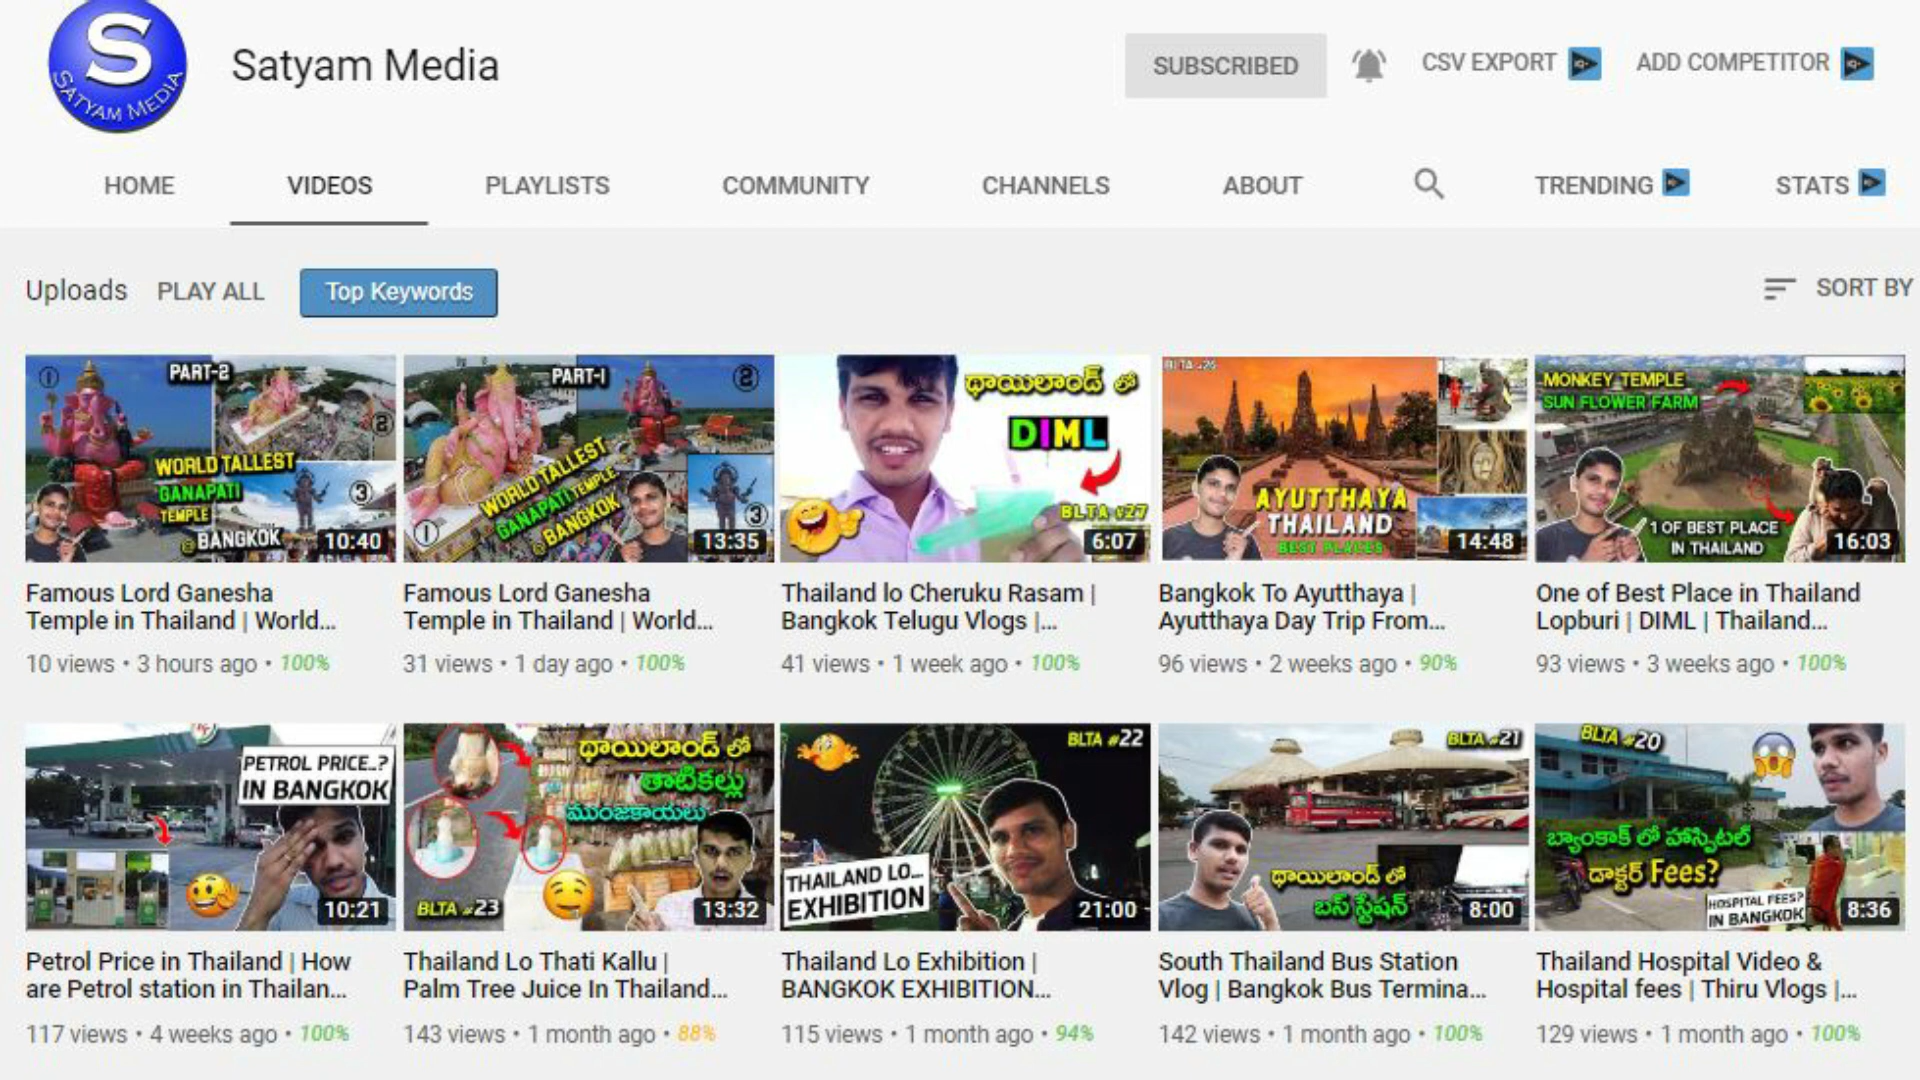 S
SATYAM MEDIA
Satyam Media
SUBSCRIBED
CSV EXPORT
ADD COMPETITOR
HOME
VIDEOS
PLAYLISTS
COMMUNITY
CHANNELS
ABOUT
TRENDING
STATS
Uploads
PLAY ALL
Top Keywords
SORT BY
① PART-2
②
WORLD TALLEST
GANAPATI
③
TEMPLE
@ BANGKOK
10:40
PART-1
②
WORLD TALLEST
GANAPATI TEMPLE
@ BANGKOK
①
③
13:35
థాయిలాండ్ లో
DIML
BLTA #27
6:07
BLTA #26
AYUTTHAYA
THAILAND
BEST PLACES
14:48
MONKEY TEMPLE
SUN FLOWER FARM
1 OF BEST PLACE
IN THAILAND
16:03
Famous Lord Ganesha
Temple in Thailand | World...
10 views • 3 hours ago • 100%
Famous Lord Ganesha
Temple in Thailand | World...
31 views • 1 day ago • 100%
Thailand lo Cheruku Rasam |
Bangkok Telugu Vlogs |...
41 views • 1 week ago • 100%
Bangkok To Ayutthaya |
Ayutthaya Day Trip From...
96 views • 2 weeks ago • 90%
One of Best Place in Thailand
Lopburi | DIML | Thailand...
93 views • 3 weeks ago • 100%
PETROL PRICE..?
IN BANGKOK
10:21
థాయిలాండ్ లో
తాటికల్లు
ముంజకాయలు
BLTA #23
13:32
BLTA #22
THAILAND LO...
EXHIBITION
21:00
BLTA #21
థాయిలాండ్ లో
బస్ స్టేషన్
8:00
BLTA #20
బ్యాంకాక్ లో హాస్పిటల్
డాక్టర్ Fees?
HOSPITAL FEES?
IN BANGKOK
8:36
Petrol Price in Thailand | How
are Petrol station in Thailan...
117 views • 4 weeks ago • 100%
Thailand Lo Thati Kallu |
Palm Tree Juice In Thailand...
143 views • 1 month ago • 88%
Thailand Lo Exhibition |
BANGKOK EXHIBITION...
115 views • 1 month ago • 94%
South Thailand Bus Station
Vlog | Bangkok Bus Termina...
142 views • 1 month ago • 100%
Thailand Hospital Video &
Hospital fees | Thiru Vlogs |...
129 views • 1 month ago • 100%